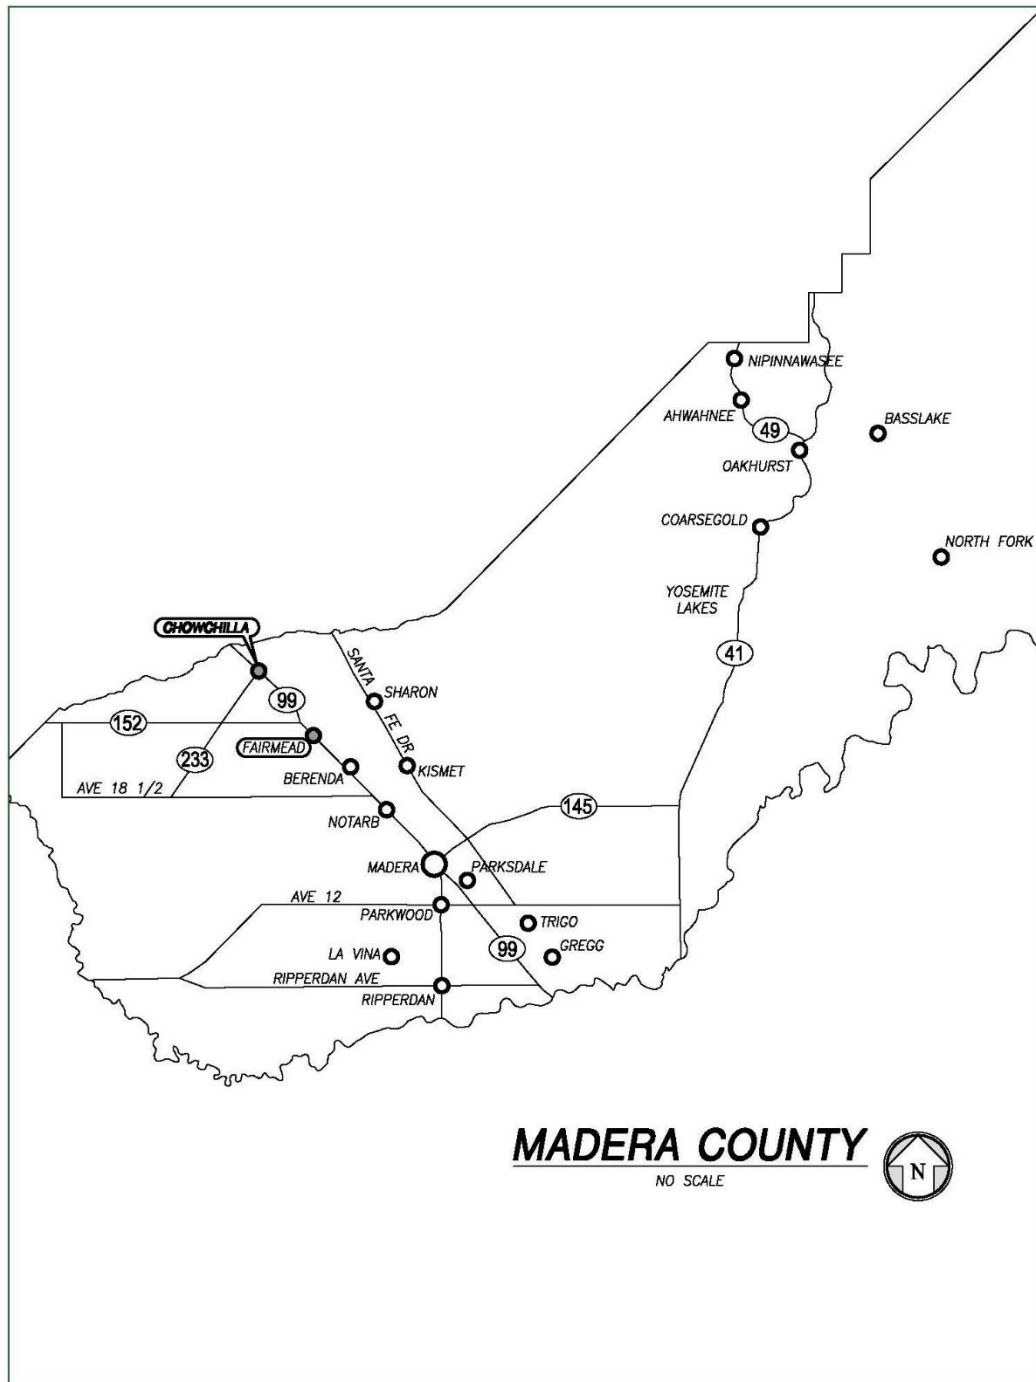 NIPINNAWASEE
AHWAHNEE
49
BASSLAKE
OAKHURST
COARSEGOLD
NORTH FORK
YOSEMITE
LAKES
41
CHOWCHILLA
SANTA FE DR
SHARON
99
152
FAIRMEAD
233
BERENDA
KISMET
AVE 18 1/2
145
NOTARB
MADERA
PARKSDALE
AVE 12
PARKWOOD
TRIGO
99
GREGG
LA VINA
RIPPERDAN AVE
RIPPERDAN
MADERA COUNTY
NO SCALE
N